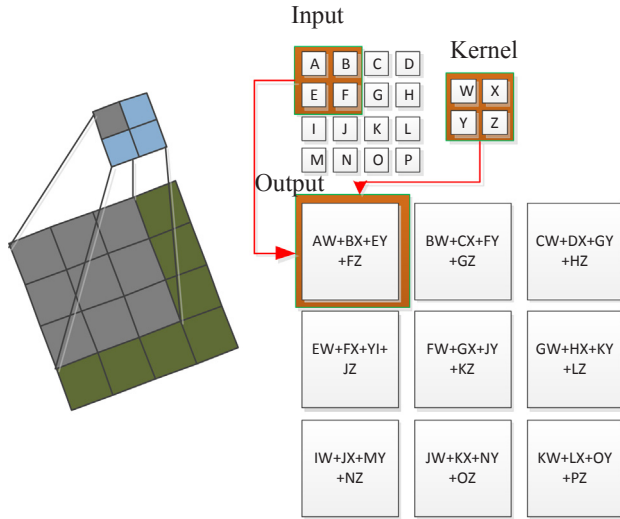 Input
Kernel
A B C D
E F G H
I J K L
M N O P
W X
Y Z
Output
AW+BX+EY
+FZ
BW+CX+FY
+GZ
CW+DX+GY
+HZ
EW+FX+YI+
JZ
FW+GX+JY
+KZ
GW+HX+KY
+LZ
IW+JX+MY
+NZ
JW+KX+NY
+OZ
KW+LX+OY
+PZ